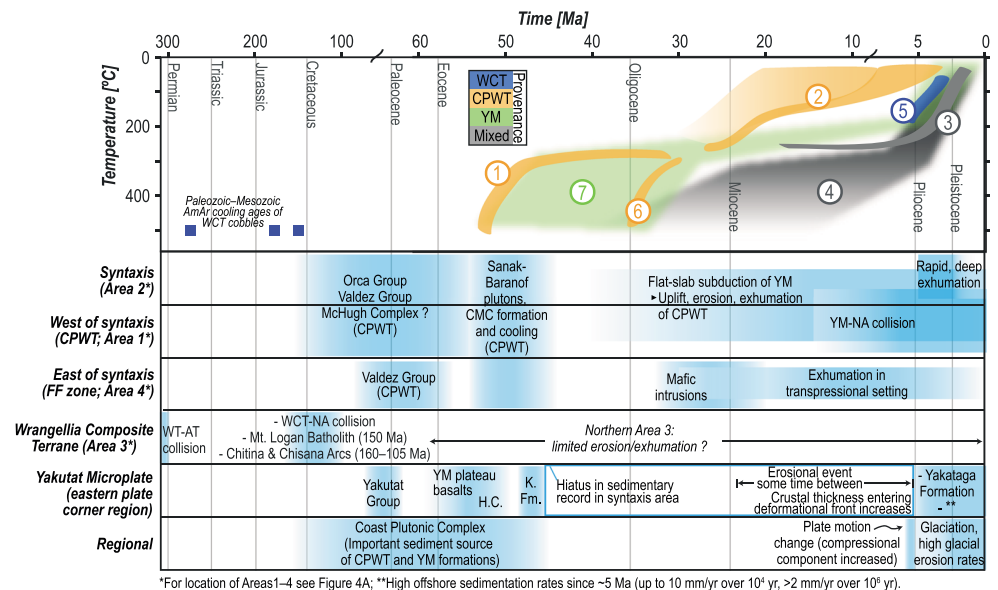 Time [Ma]
300 200 100 60 50 40 30 20 10 5 0
Temperature [°C]
0
200
400
Permian
Triassic
Jurassic
Cretaceous
Paleocene
Eocene
Oligocene
Miocene
Pliocene
Pleistocene
WCT
CPWT
YM
Mixed
Provenance
1
2
3
4
5
6
7
Paleozoic–Mesozoic
AmAr cooling ages of
WCT cobbles
Syntaxis
(Area 2*)
Orca Group
Valdez Group
McHugh Complex ?
(CPWT)
Sanak-
Baranof
plutons.
CMC formation
and cooling
(CPWT)
Flat-slab subduction of YM
▸Uplift, erosion, exhumation
of CPWT
Rapid, deep
exhumation
West of syntaxis
(CPWT; Area 1*)
YM-NA collision
East of syntaxis
(FF zone; Area 4*)
Valdez Group
(CPWT)
Mafic
intrusions
Exhumation in
transpressional setting
Wrangellia Composite
Terrane (Area 3*)
WT-AT
collision
- WCT-NA collision
- Mt. Logan Batholith (150 Ma)
- Chitina & Chisana Arcs (160–105 Ma)
Northern Area 3:
limited erosion/exhumation ?
Yakutat Microplate
(eastern plate
corner region)
Yakutat
Group
YM plateau
basalts
H.C.
K.
Fm.
Hiatus in sedimentary
record in syntaxis area
Erosional event
some time between
Crustal thickness entering
deformational front increases
- Yakataga
Formation
- **
Regional
Coast Plutonic Complex
(Important sediment source
of CPWT and YM formations)
Plate motion
change (compressional
component increased)
Glaciation,
high glacial
erosion rates
*For location of Areas1–4 see Figure 4A; **High offshore sedimentation rates since ~5 Ma (up to 10 mm/yr over 10⁴ yr, >2 mm/yr over 10⁶ yr).